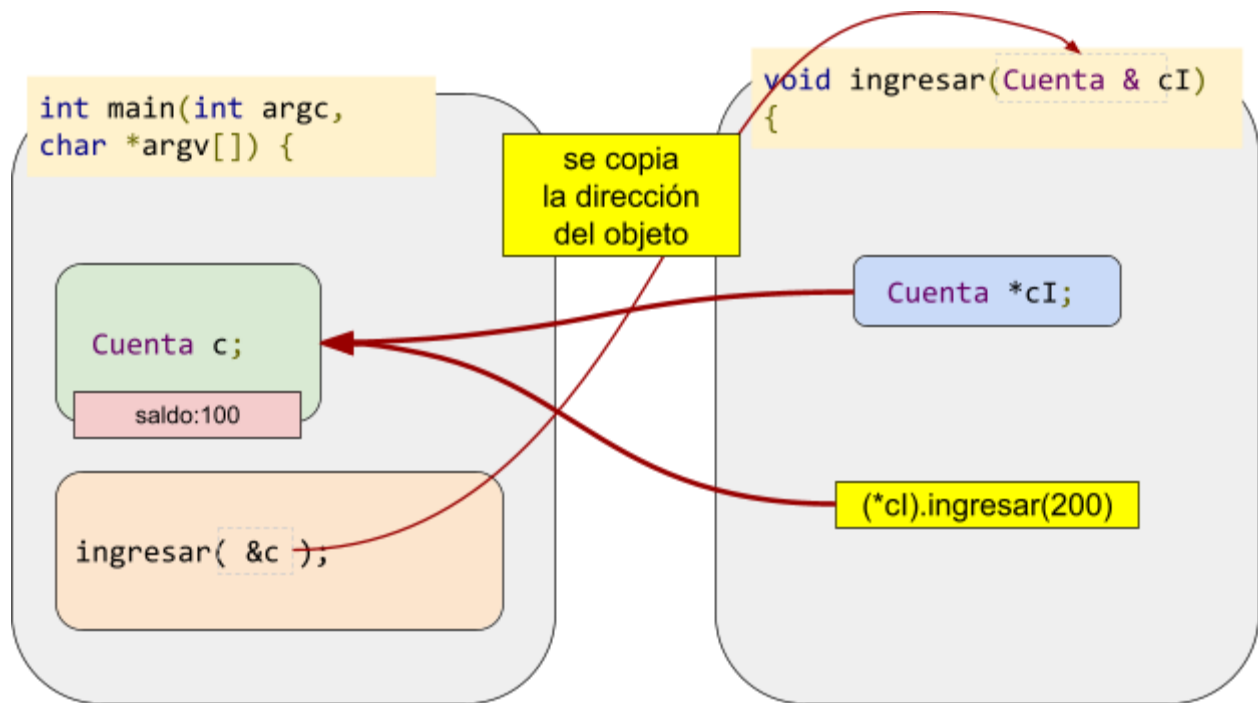 int main(int argc,
char *argv[]) {
Cuenta c;
saldo:100
ingresar( &c );
se copia
la dirección
del objeto
void ingresar(Cuenta & cI)
{
Cuenta *cI;
(*cI).ingresar(200)